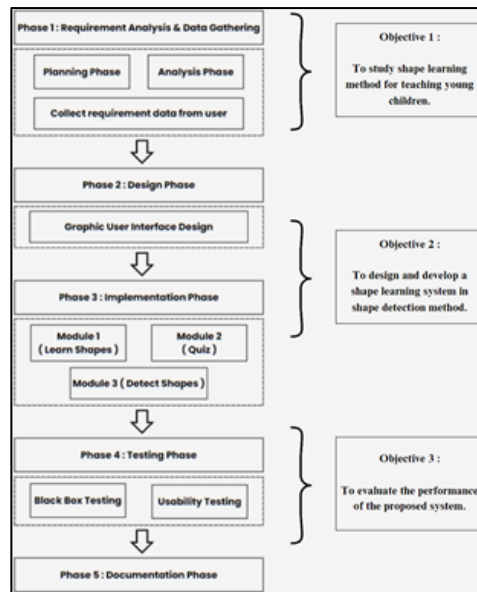 Phase 1 : Requirement Analysis & Data Gathering
Planning Phase
Analysis Phase
Collect requirement data from user
Objective 1 :
To study shape learning
method for teaching young
children.
Phase 2 : Design Phase
Graphic User Interface Design
Phase 3 : Implementation Phase
Module 1
( Learn Shapes )
Module 2
( Quiz )
Module 3 ( Detect Shapes )
Objective 2 :
To design and develop a
shape learning system in
shape detection method.
Phase 4 : Testing Phase
Black Box Testing
Usability Testing
Objective 3 :
To evaluate the performance
of the proposed system.
Phase 5 : Documentation Phase